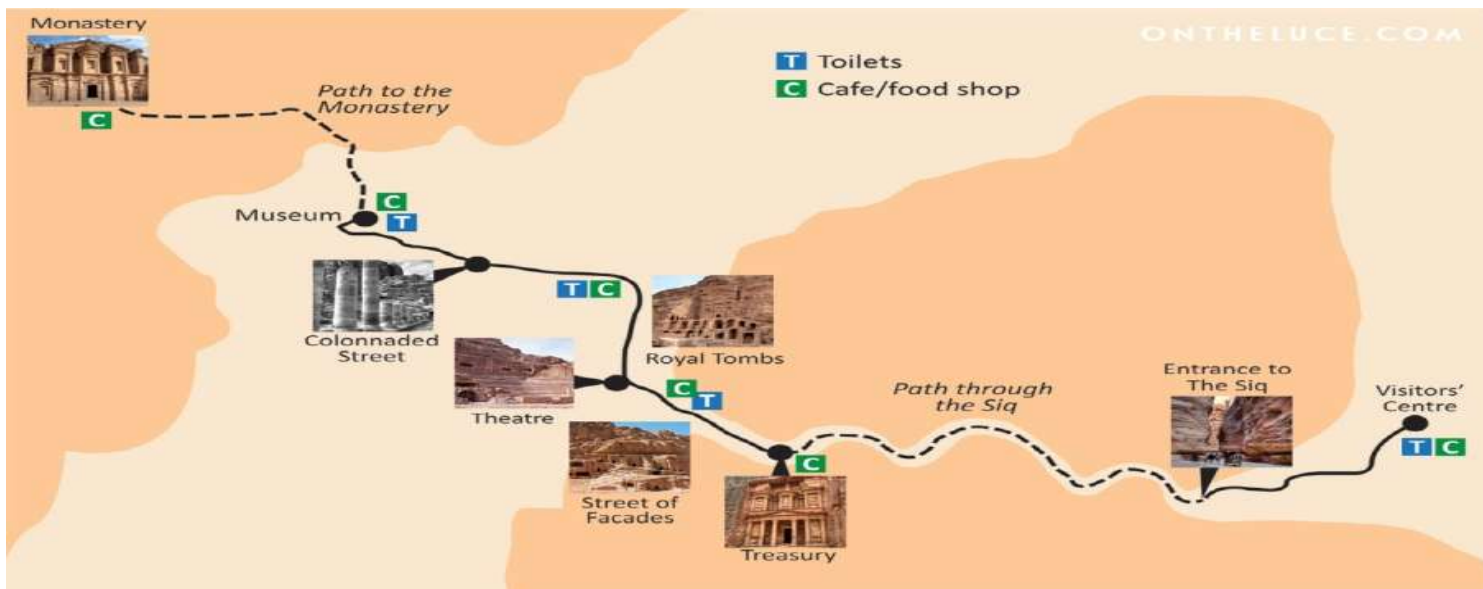 Monastery
ONTHELUCE.COM
T Toilets
C Cafe/food shop
Path to the
Monastery
C
C
Museum
T
T C
Colonnaded
Street
Royal Tombs
Entrance to
The Siq
Path through
the Siq
Visitors'
Centre
C
T
Theatre
T C
C
Street of
Facades
Treasury